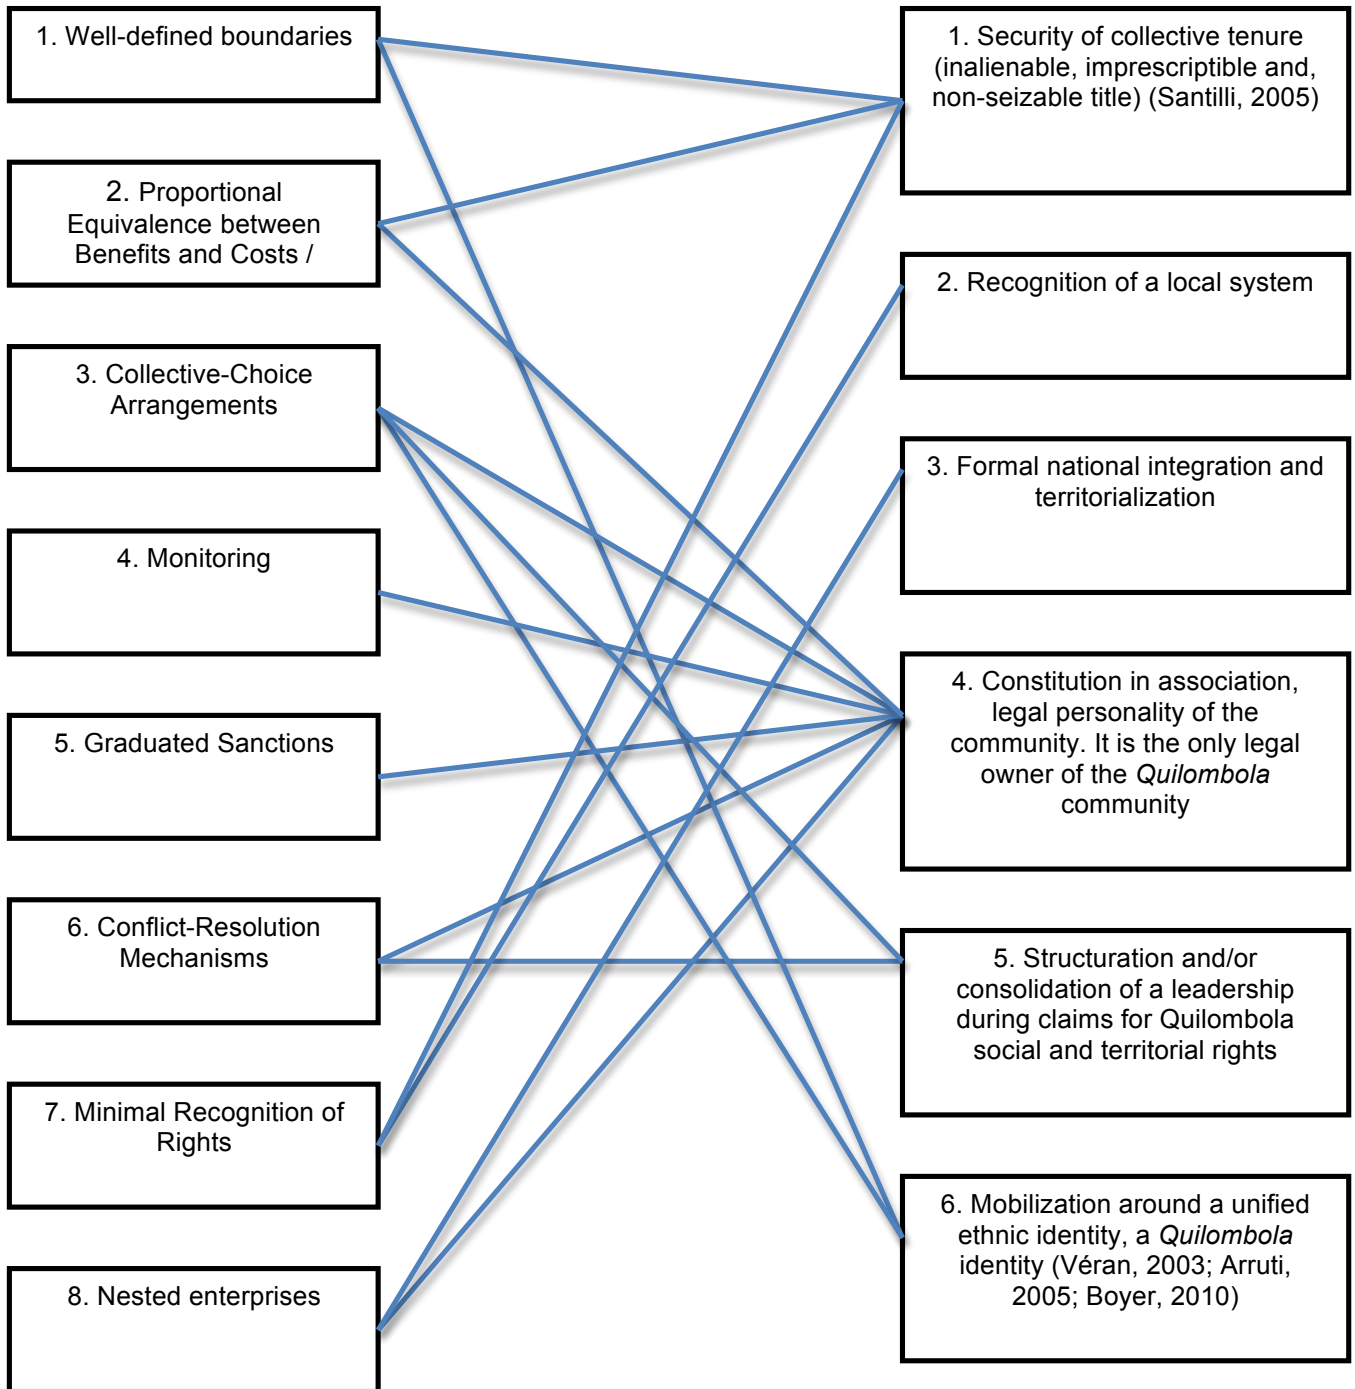 1. Well-defined boundaries
2. Proportional
Equivalence between
Benefits and Costs /
3. Collective-Choice
Arrangements
4. Monitoring
5. Graduated Sanctions
6. Conflict-Resolution
Mechanisms
7. Minimal Recognition of
Rights
8. Nested enterprises
1. Security of collective tenure
(inalienable, imprescriptible and,
non-seizable title) (Santilli, 2005)
2. Recognition of a local system
3. Formal national integration and
territorialization
4. Constitution in association,
legal personality of the
community. It is the only legal
owner of the Quilombola
community
5. Structuration and/or
consolidation of a leadership
during claims for Quilombola
social and territorial rights
6. Mobilization around a unified
ethnic identity, a Quilombola
identity (Véran, 2003; Arruti,
2005; Boyer, 2010)